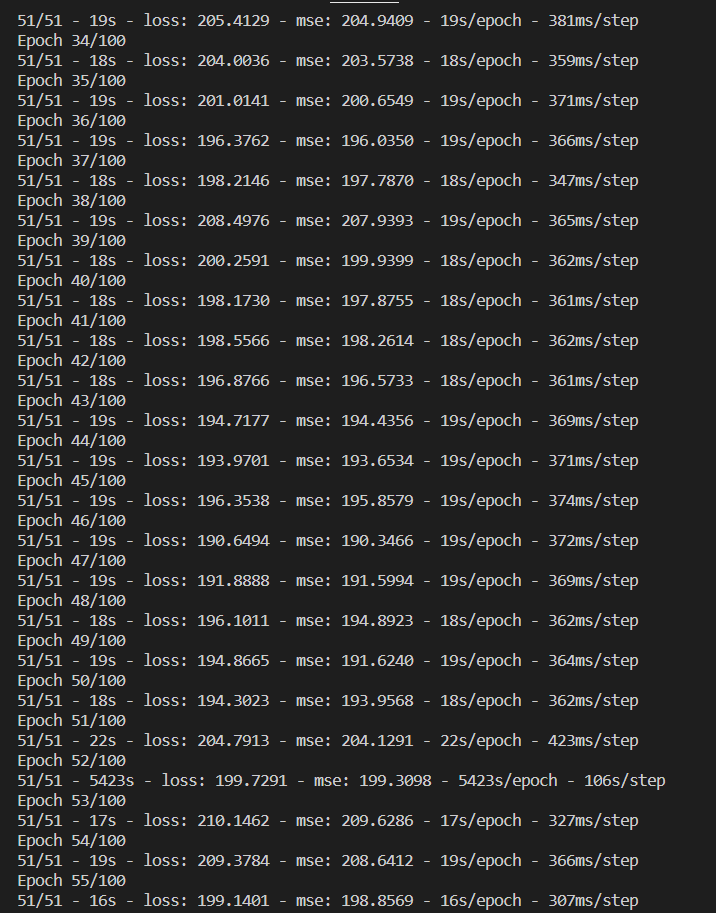 51/51 - 19s - loss: 205.4129 - mse: 204.9409 - 19s/epoch - 381ms/step
Epoch 34/100
51/51 - 18s - loss: 204.0036 - mse: 203.5738 - 18s/epoch - 359ms/step
Epoch 35/100
51/51 - 19s - loss: 201.0141 - mse: 200.6549 - 19s/epoch - 371ms/step
Epoch 36/100
51/51 - 19s - loss: 196.3762 - mse: 196.0350 - 19s/epoch - 366ms/step
Epoch 37/100
51/51 - 18s - loss: 198.2146 - mse: 197.7870 - 18s/epoch - 347ms/step
Epoch 38/100
51/51 - 19s - loss: 208.4976 - mse: 207.9393 - 19s/epoch - 365ms/step
Epoch 39/100
51/51 - 18s - loss: 200.2591 - mse: 199.9399 - 18s/epoch - 362ms/step
Epoch 40/100
51/51 - 18s - loss: 198.1730 - mse: 197.8755 - 18s/epoch - 361ms/step
Epoch 41/100
51/51 - 18s - loss: 198.5566 - mse: 198.2614 - 18s/epoch - 362ms/step
Epoch 42/100
51/51 - 18s - loss: 196.8766 - mse: 196.5733 - 18s/epoch - 361ms/step
Epoch 43/100
51/51 - 19s - loss: 194.7177 - mse: 194.4356 - 19s/epoch - 369ms/step
Epoch 44/100
51/51 - 19s - loss: 193.9701 - mse: 193.6534 - 19s/epoch - 371ms/step
Epoch 45/100
51/51 - 19s - loss: 196.3538 - mse: 195.8579 - 19s/epoch - 374ms/step
Epoch 46/100
51/51 - 19s - loss: 190.6494 - mse: 190.3466 - 19s/epoch - 372ms/step
Epoch 47/100
51/51 - 19s - loss: 191.8888 - mse: 191.5994 - 19s/epoch - 369ms/step
Epoch 48/100
51/51 - 18s - loss: 196.1011 - mse: 194.8923 - 18s/epoch - 362ms/step
Epoch 49/100
51/51 - 19s - loss: 194.8665 - mse: 191.6240 - 19s/epoch - 364ms/step
Epoch 50/100
51/51 - 18s - loss: 194.3023 - mse: 193.9568 - 18s/epoch - 362ms/step
Epoch 51/100
51/51 - 22s - loss: 204.7913 - mse: 204.1291 - 22s/epoch - 423ms/step
Epoch 52/100
51/51 - 5423s - loss: 199.7291 - mse: 199.3098 - 5423s/epoch - 106s/step
Epoch 53/100
51/51 - 17s - loss: 210.1462 - mse: 209.6286 - 17s/epoch - 327ms/step
Epoch 54/100
51/51 - 19s - loss: 209.3784 - mse: 208.6412 - 19s/epoch - 366ms/step
Epoch 55/100
51/51 - 16s - loss: 199.1401 - mse: 198.8569 - 16s/epoch - 307ms/step